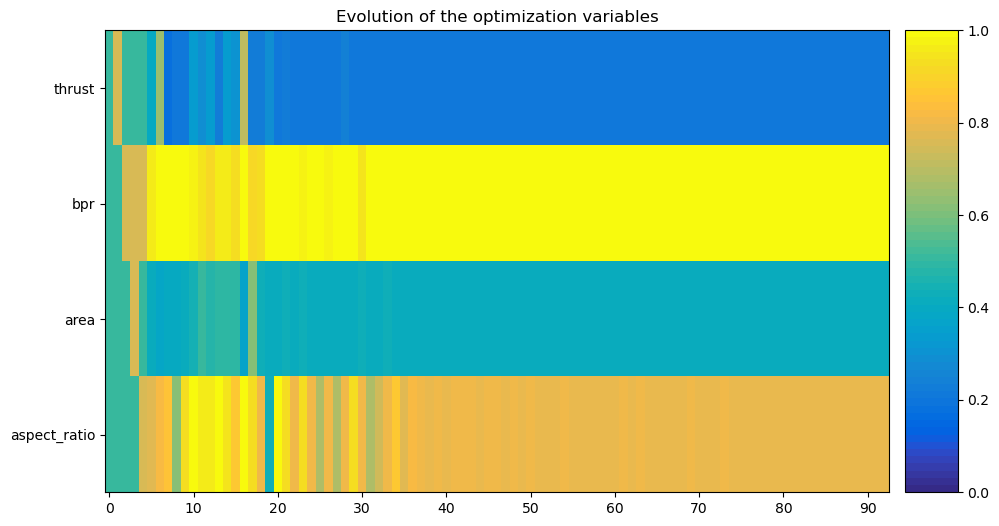 Evolution of the optimization variables
thrust
bpr
area
aspect_ratio
0 10 20 30 40 50 60 70 80 90
1.0
0.8
0.6
0.4
0.2
0.0